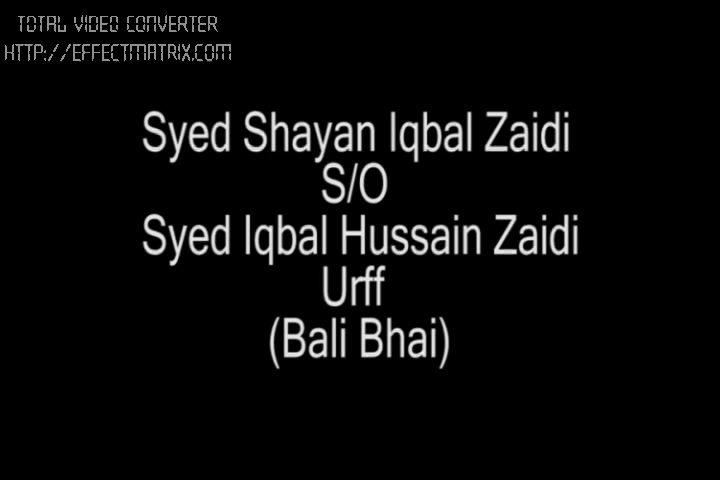 TOTAL VIDEO CONVERTER
HTTP://EFFECTMATRIX.COM
Syed Shayan Iqbal Zaidi
S/O
Syed Iqbal Hussain Zaidi
Urff
(Bali Bhai)